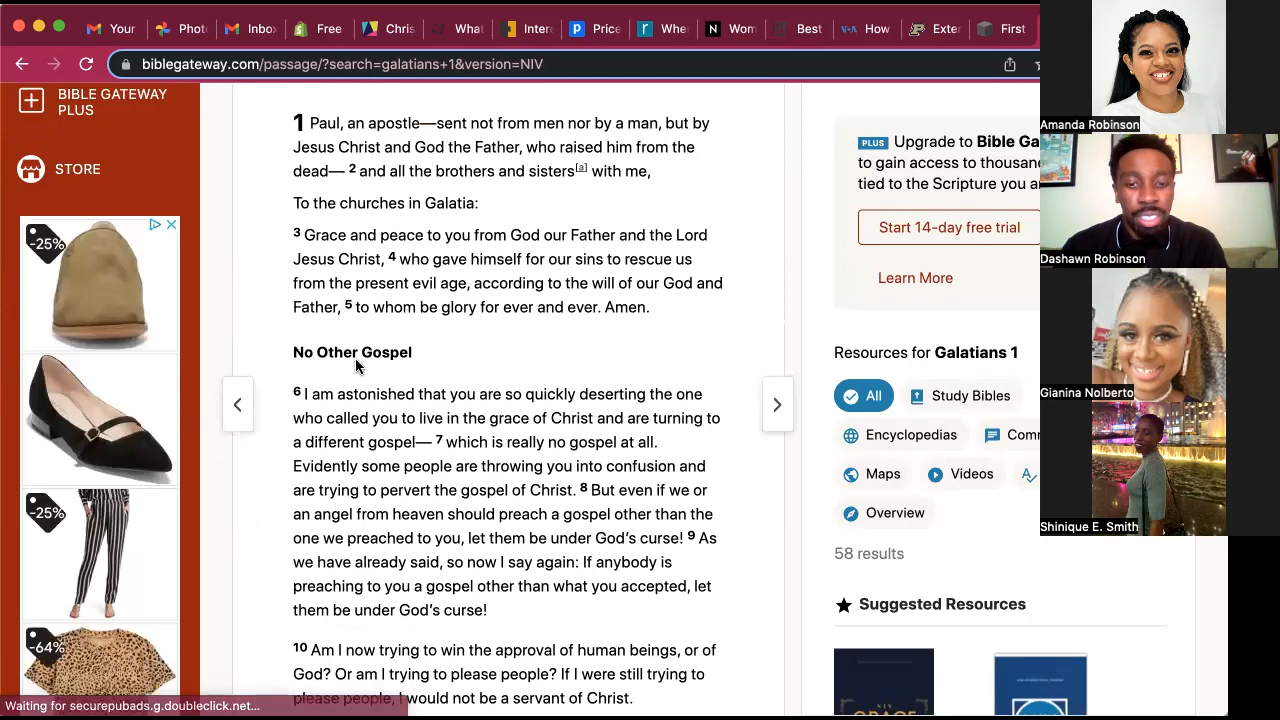 Your
Phot
Inbo
Free
Chris
Wha
Inter
Price
Whe
Wom
Best
How
Exter
First
biblegateway.com/passage/?search=galatians+1&version=NIV
BIBLE GATEWAY
PLUS
STORE
-25%
-25%
-64%
1 Paul, an apostle—sent not from men nor by a man, but by
Jesus Christ and God the Father, who raised him from the
dead— 2 and all the brothers and sisters[a] with me,
To the churches in Galatia:
3 Grace and peace to you from God our Father and the Lord
Jesus Christ, 4 who gave himself for our sins to rescue us
from the present evil age, according to the will of our God and
Father, 5 to whom be glory for ever and ever. Amen.
No Other Gospel
6 I am astonished that you are so quickly deserting the one
who called you to live in the grace of Christ and are turning to
a different gospel— 7 which is really no gospel at all.
Evidently some people are throwing you into confusion and
are trying to pervert the gospel of Christ. 8 But even if we or
an angel from heaven should preach a gospel other than the
one we preached to you, let them be under God's curse! 9 As
we have already said, so now I say again: If anybody is
preaching to you a gospel other than what you accepted, let
them be under God's curse!
10 Am I now trying to win the approval of human beings, or of
God? Or am I trying to please people? If I were still trying to
please people, I would not be a servant of Christ.
PLUS Upgrade to Bible Ga
to gain access to thousan
tied to the Scripture you a
Start 14-day free trial
Learn More
Resources for Galatians 1
All
Study Bibles
Encyclopedias
Comm
Maps
Videos
Overview
58 results
Suggested Resources
NIV
Amanda Robinson
Dashawn Robinson
Gianina Nolberto
Shinique E. Smith
Waiting for securepubads.g.doubleclick.net...